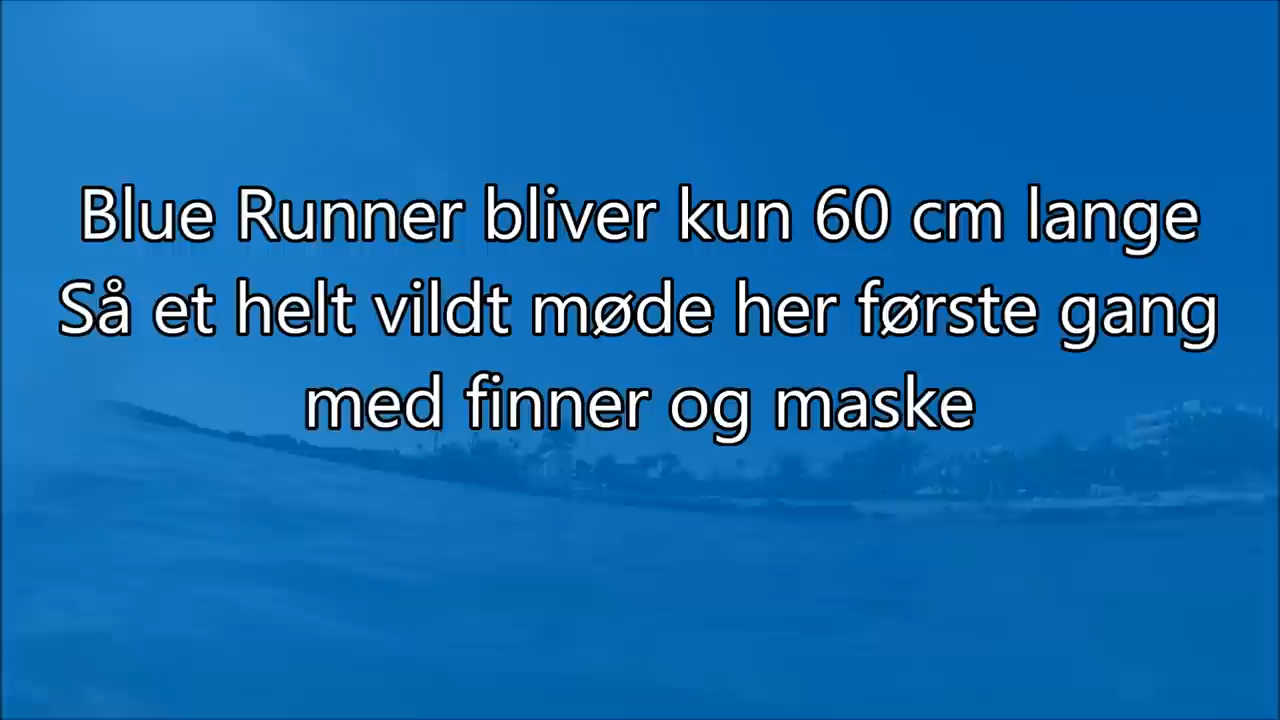 Blue Runner bliver kun 60 cm lange
Så et helt vildt møde her første gang
med finner og maske